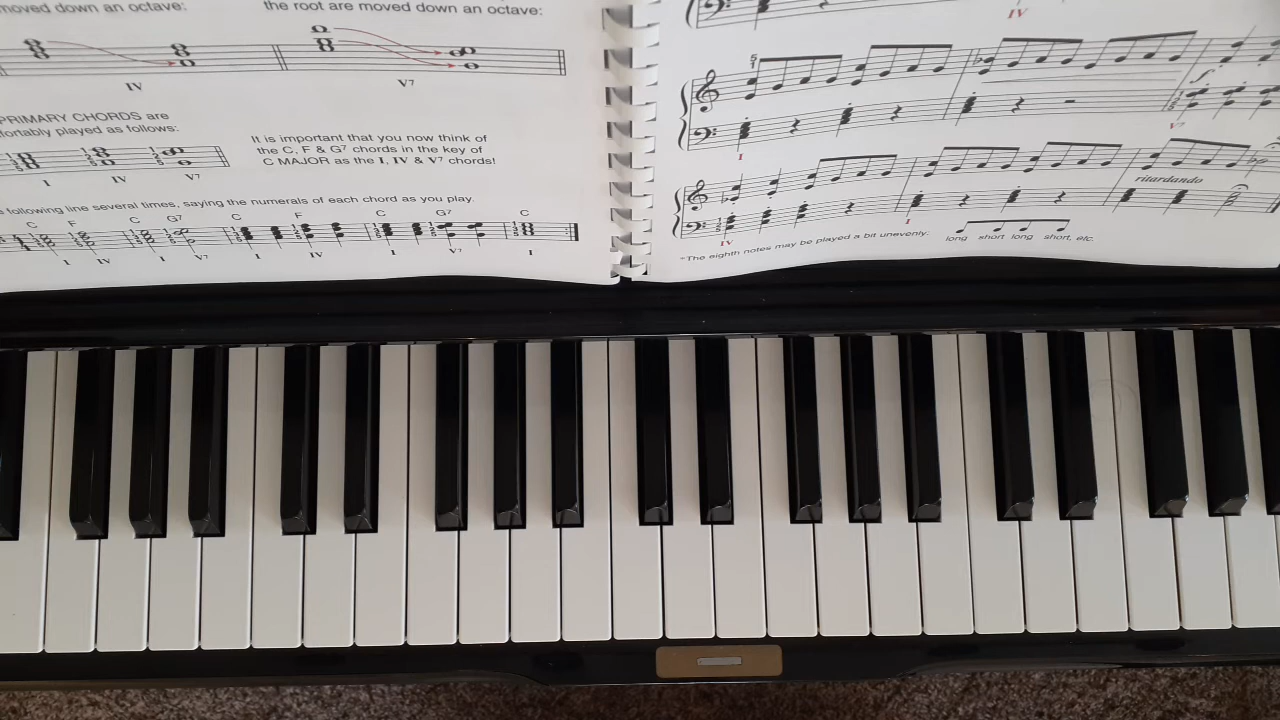 moved down an octave:
the root are moved down an octave:
IV
V7
PRIMARY CHORDS are
fortably played as follows:
It is important that you now think of
the C, F & G7 chords in the key of
C MAJOR as the I, IV & V7 chords!
I IV V7
following line several times, saying the numerals of each chord as you play.
C F C G7 C F C G7 C
I IV I V7 I IV I V7 I
IV
5
1
I
V7
ritardando
IV
I
*The eighth notes may be played a bit unevenly:
long short long short, etc.